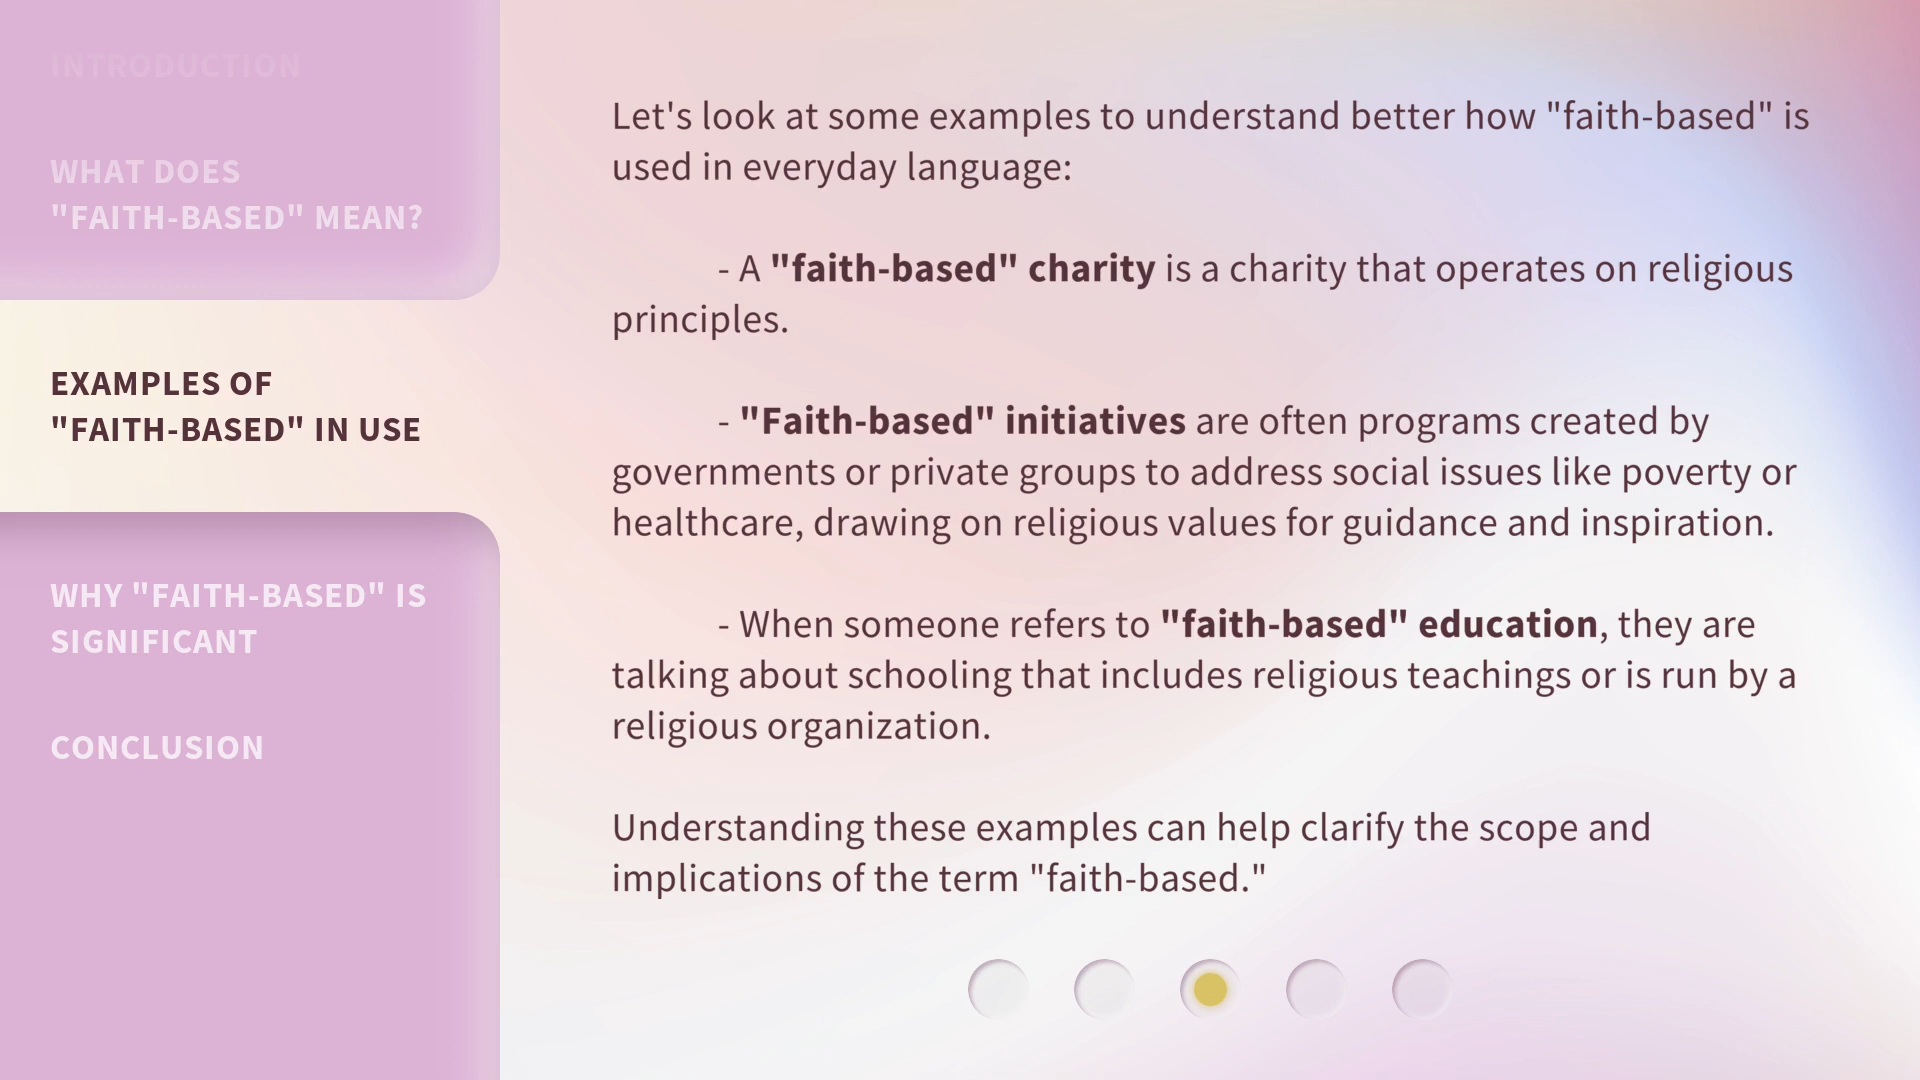 INTRODUCTION
WHAT DOES
"FAITH-BASED" MEAN?
EXAMPLES OF
"FAITH-BASED" IN USE
WHY "FAITH-BASED" IS
SIGNIFICANT
CONCLUSION
Let's look at some examples to understand better how "faith-based" is
used in everyday language:
- A "faith-based" charity is a charity that operates on religious
principles.
- "Faith-based" initiatives are often programs created by
governments or private groups to address social issues like poverty or
healthcare, drawing on religious values for guidance and inspiration.
- When someone refers to "faith-based" education, they are
talking about schooling that includes religious teachings or is run by a
religious organization.
Understanding these examples can help clarify the scope and
implications of the term "faith-based."